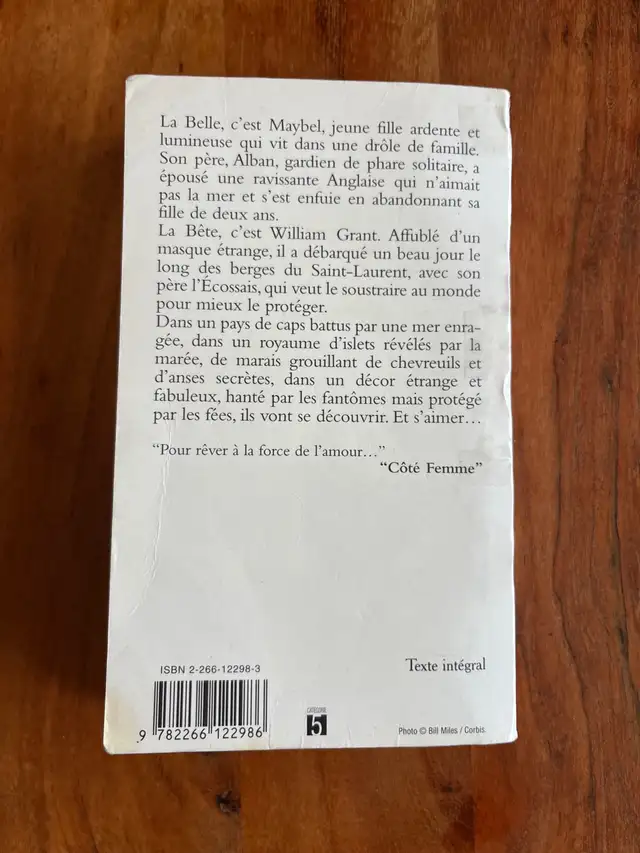 La Belle, c'est Maybel, jeune fille ardente et
lumineuse qui vit dans une drôle de famille.
Son père, Alban, gardien de phare solitaire, a
épousé une ravissante Anglaise qui n'aimait
pas la mer et s'est enfuie en abandonnant sa
fille de deux ans.
La Bête, c'est William Grant. Affublé d'un
masque étrange, il a débarqué un beau jour le
long des berges du Saint-Laurent, avec son
père l'Écossais, qui veut le soustraire au monde
pour mieux le protéger.
Dans un pays de caps battus par une mer enra-
gée, dans un royaume d'islets révélés par la
marée, de marais grouillant de chevreuils et
d'anses secrètes, dans un décor étrange et
fabuleux, hanté par les fantômes mais protégé
par les fées, ils vont se découvrir. Et s'aimer…
“Pour rêver à la force de l'amour…”
“Côté Femme”
ISBN 2-266-12298-3
Texte intégral
9 782266 122986
CATÉGORIE
5
Photo © Bill Miles / Corbis